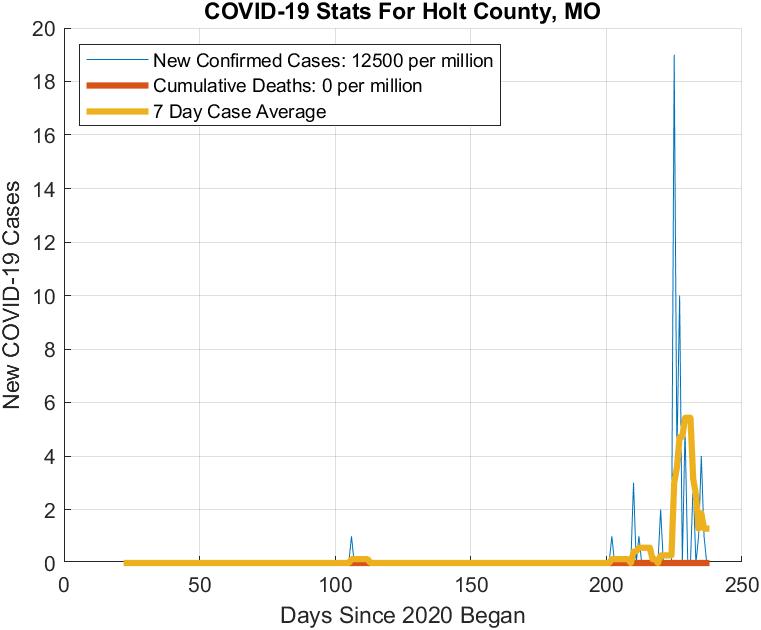 COVID-19 Stats For Holt County, MO
New Confirmed Cases: 12500 per million
Cumulative Deaths: 0 per million
7 Day Case Average
New COVID-19 Cases
20
18
16
14
12
10
8
6
4
2
0
0 50 100 150 200 250
Days Since 2020 Began